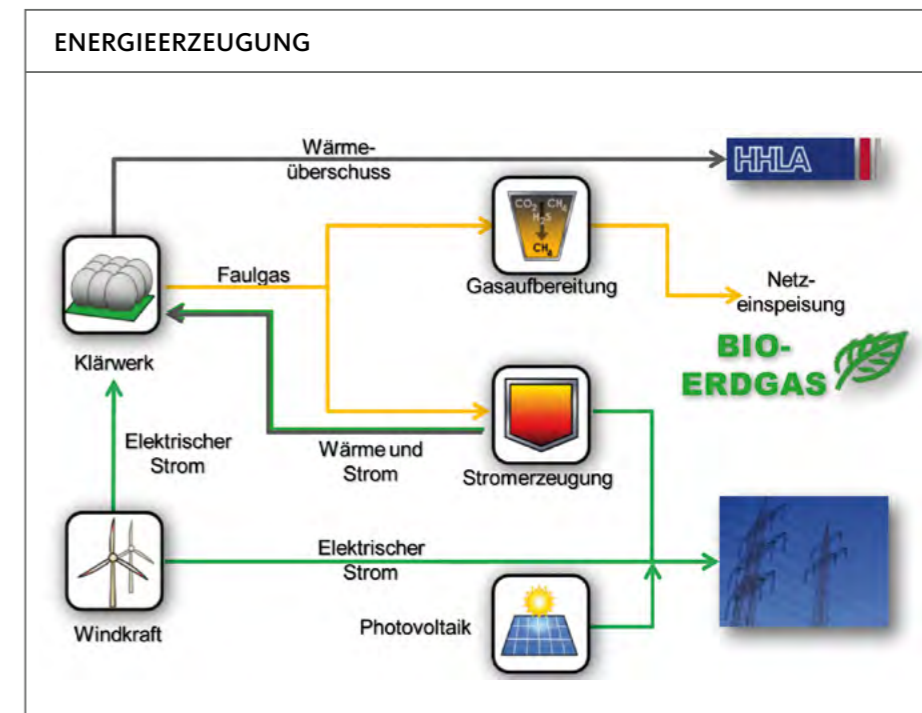 ENERGIEERZEUGUNG
Wärme-
überschuss
HHLA
CO2 CH4
H2S
CH4
Faulgas
Gasaufbereitung
Netz-
einspeisung
Klärwerk
BIO-
ERDGAS
Elektrischer
Strom
Wärme und
Strom
Stromerzeugung
Elektrischer
Strom
Windkraft
Photovoltaik